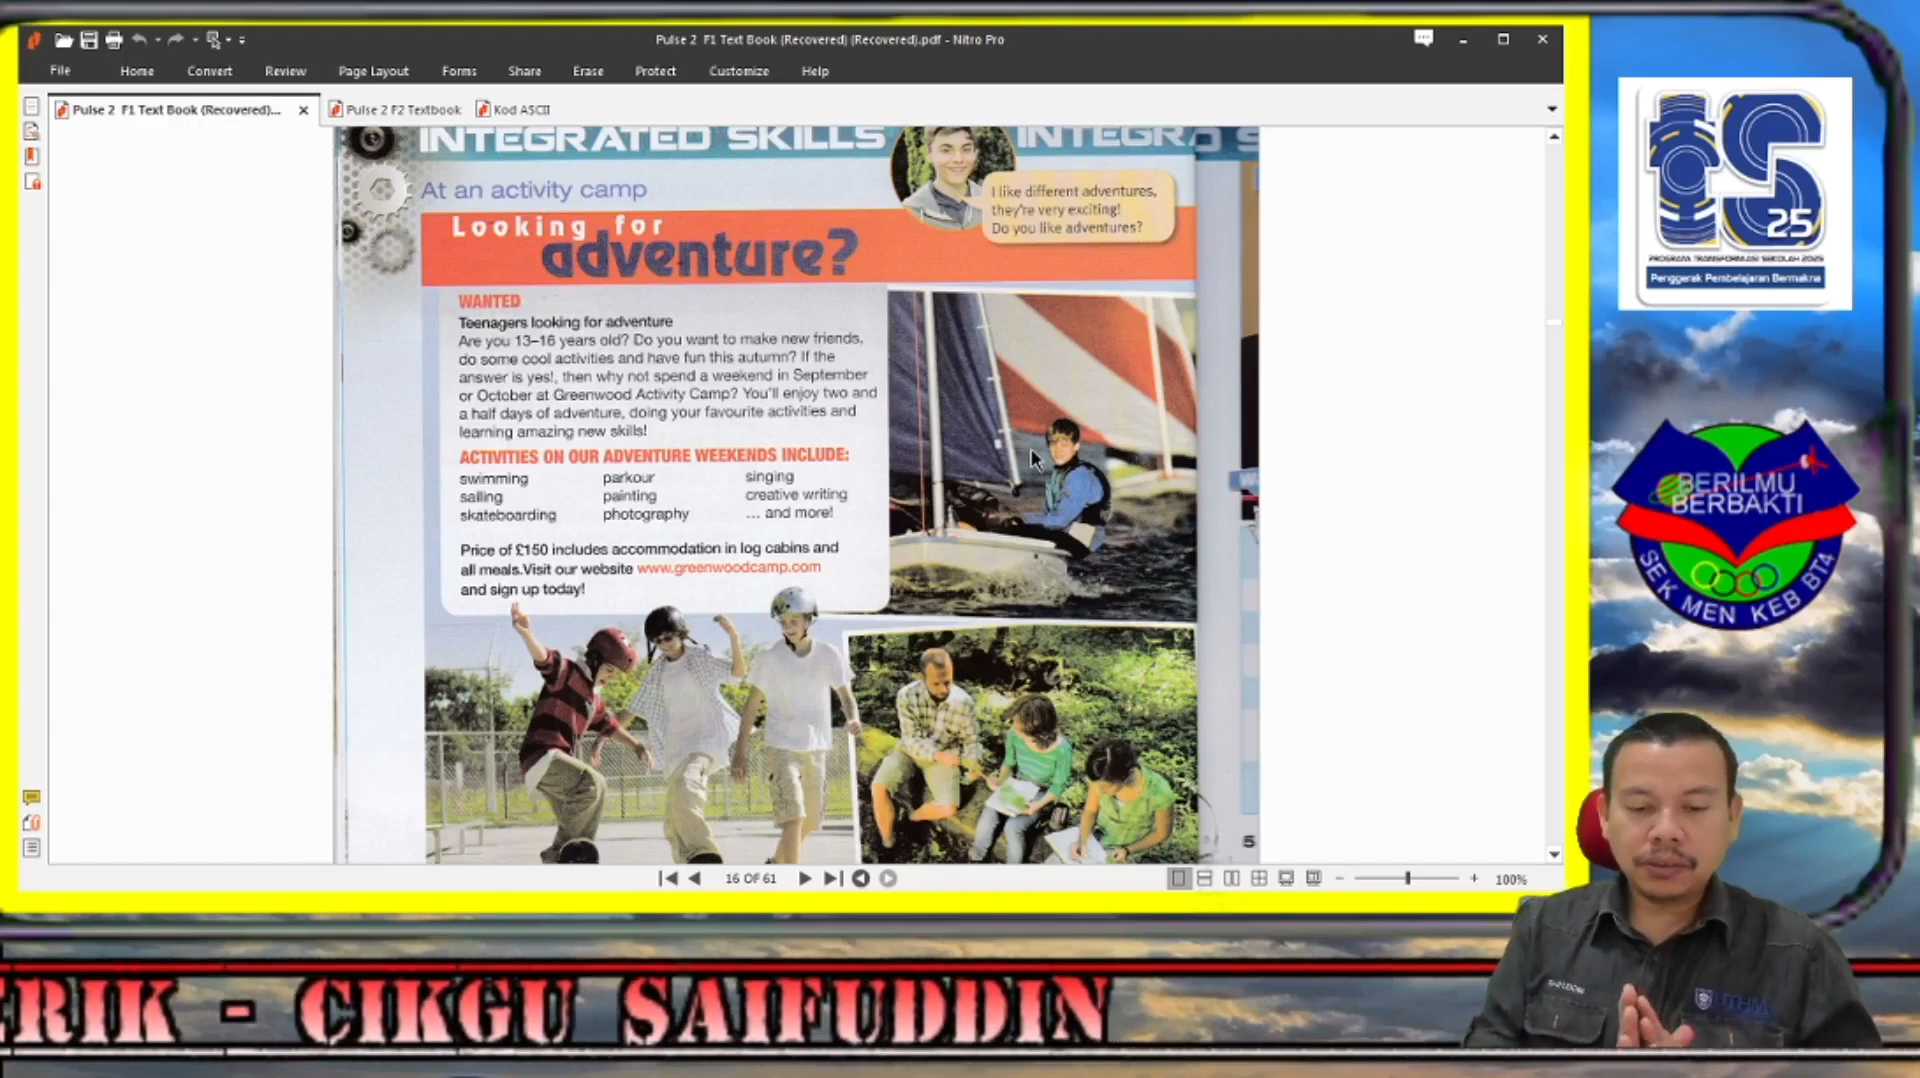 Pulse 2 F1 Text Book (Recovered) (Recovered).pdf - Nitro Pro
File Home Convert Review Page Layout Forms Share Erase Protect Customize Help
Pulse 2 F1 Text Book (Recovered)...
Pulse 2 F2 Textbook
Kod ASCII
INTEGRATED SKILLS
At an activity camp
I like different adventures,
they're very exciting!
Do you like adventures?
Looking for
adventure?
WANTED
Teenagers looking for adventure
Are you 13–16 years old? Do you want to make new friends,
do some cool activities and have fun this autumn? If the
answer is yes!, then why not spend a weekend in September
or October at Greenwood Activity Camp? You'll enjoy two and
a half days of adventure, doing your favourite activities and
learning amazing new skills!
ACTIVITIES ON OUR ADVENTURE WEEKENDS INCLUDE:
swimming parkour singing
sailing painting creative writing
skateboarding photography ... and more!
Price of £150 includes accommodation in log cabins and
all meals.Visit our website www.greenwoodcamp.com
and sign up today!
5
16 OF 61
100%
tS
25
PROGRAM TRANSFORMASI SEKOLAH 2025
Penggerak Pembelajaran Bermakna
BERILMU
BERBAKTI
SEK MEN KEB BT4
ERIK - CIKGU SAIFUDDIN